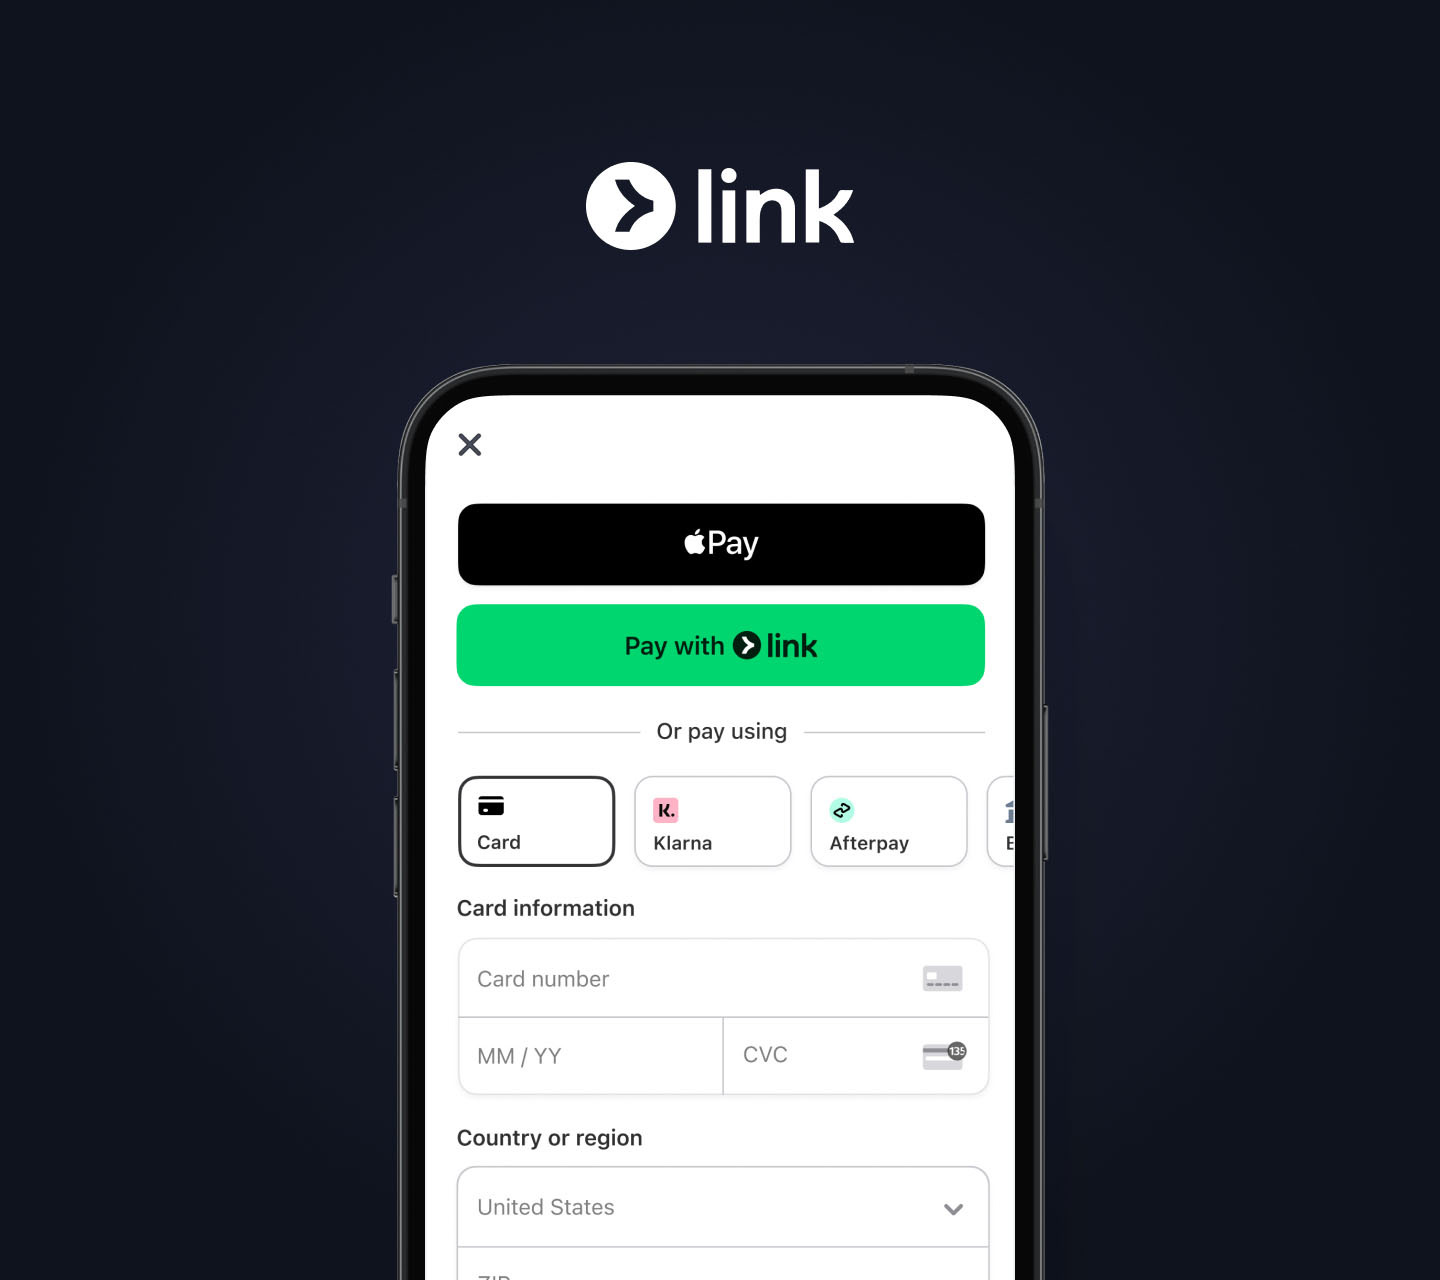 link
Pay
Pay with link
Or pay using
Card
Klarna
Afterpay
Card information
Card number
MM / YY
CVC
135
Country or region
United States
ZIP